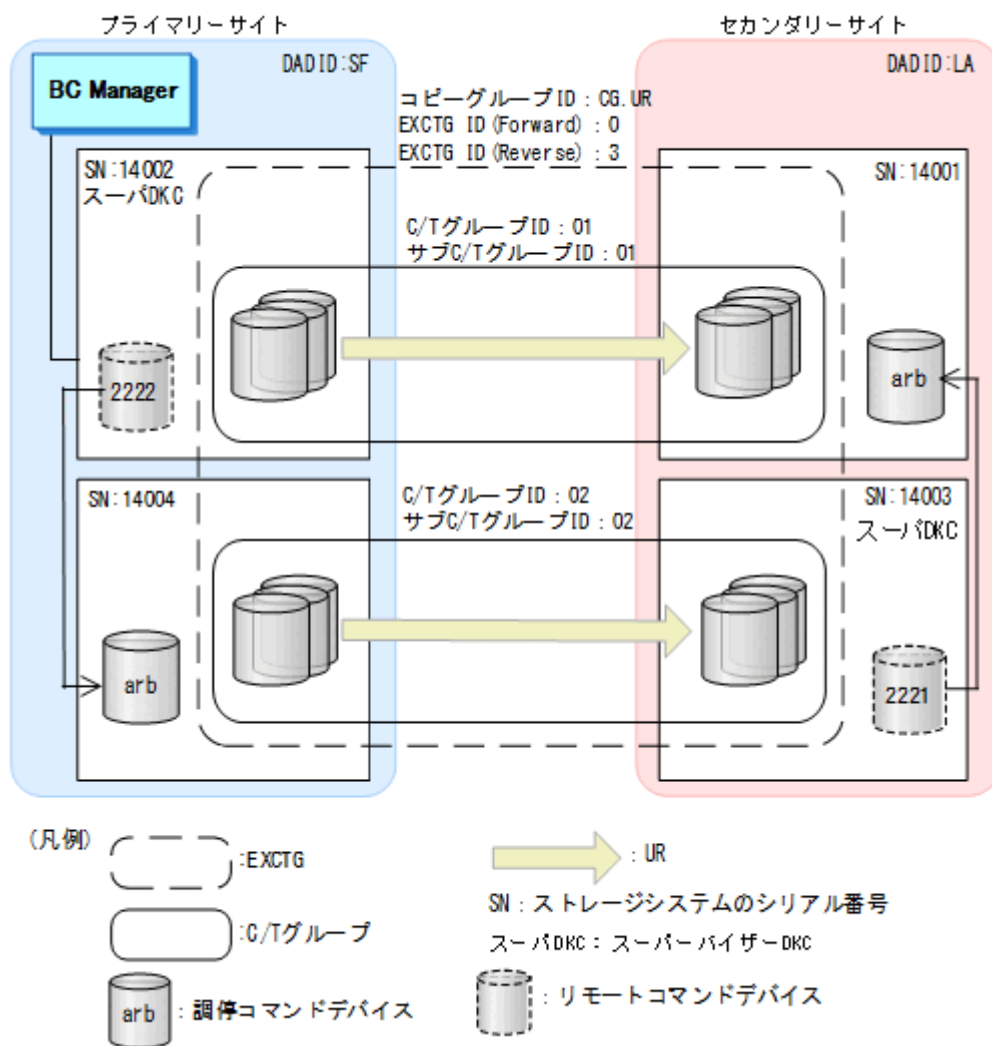 プライマリーサイト
セカンダリーサイト
DADID:SF
DADID:LA
BC Manager
コピーグループID:CG.UR
EXCTG ID(Forward):0
EXCTG ID(Reverse):3
SN:14002
スーパDKC
SN:14001
C/TグループID:01
サブC/TグループID:01
2222
arb
SN:14004
C/TグループID:02
サブC/TグループID:02
SN:14003
スーパDKC
arb
2221
(凡例)
:EXCTG
:UR
:C/Tグループ
SN:ストレージシステムのシリアル番号
スーパDKC:スーパーバイザーDKC
arb
:調停コマンドデバイス
:リモートコマンドデバイス